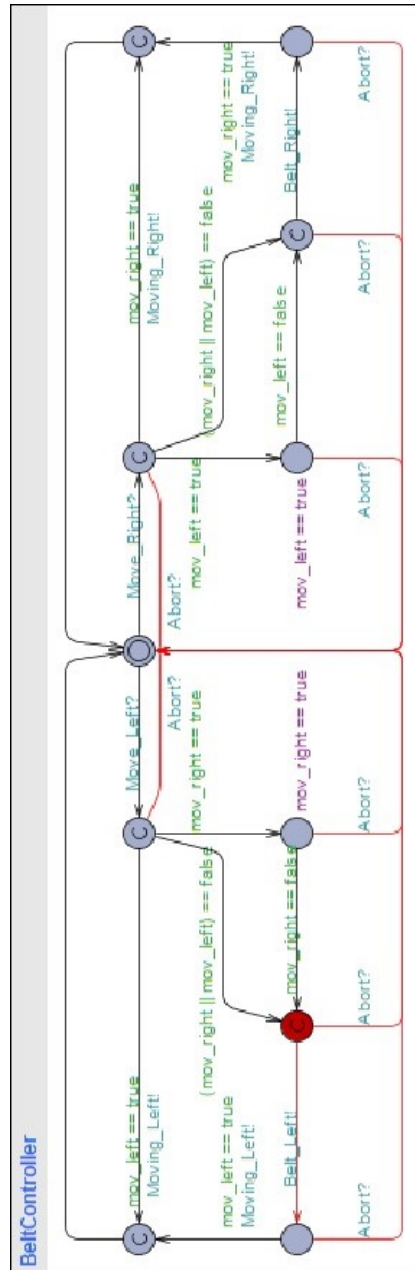 BeltController
C
mov_left == true
Moving_Left!
C
Move_Left?
Move_Right?
C
mov_right == true
Moving_Right!
C
Abort?
Abort?
mov_right == true
mov_left == true
(mov_right || mov_left) == false
(mov_right || mov_left) == false
mov_left == true
Moving_Left!
mov_right == true
Moving_Right!
Belt_Left!
C
mov_right == false
mov_right == true
mov_left == true
mov_left == false
C
Belt_Right!
Abort?
Abort?
Abort?
Abort?
Abort?
Abort?